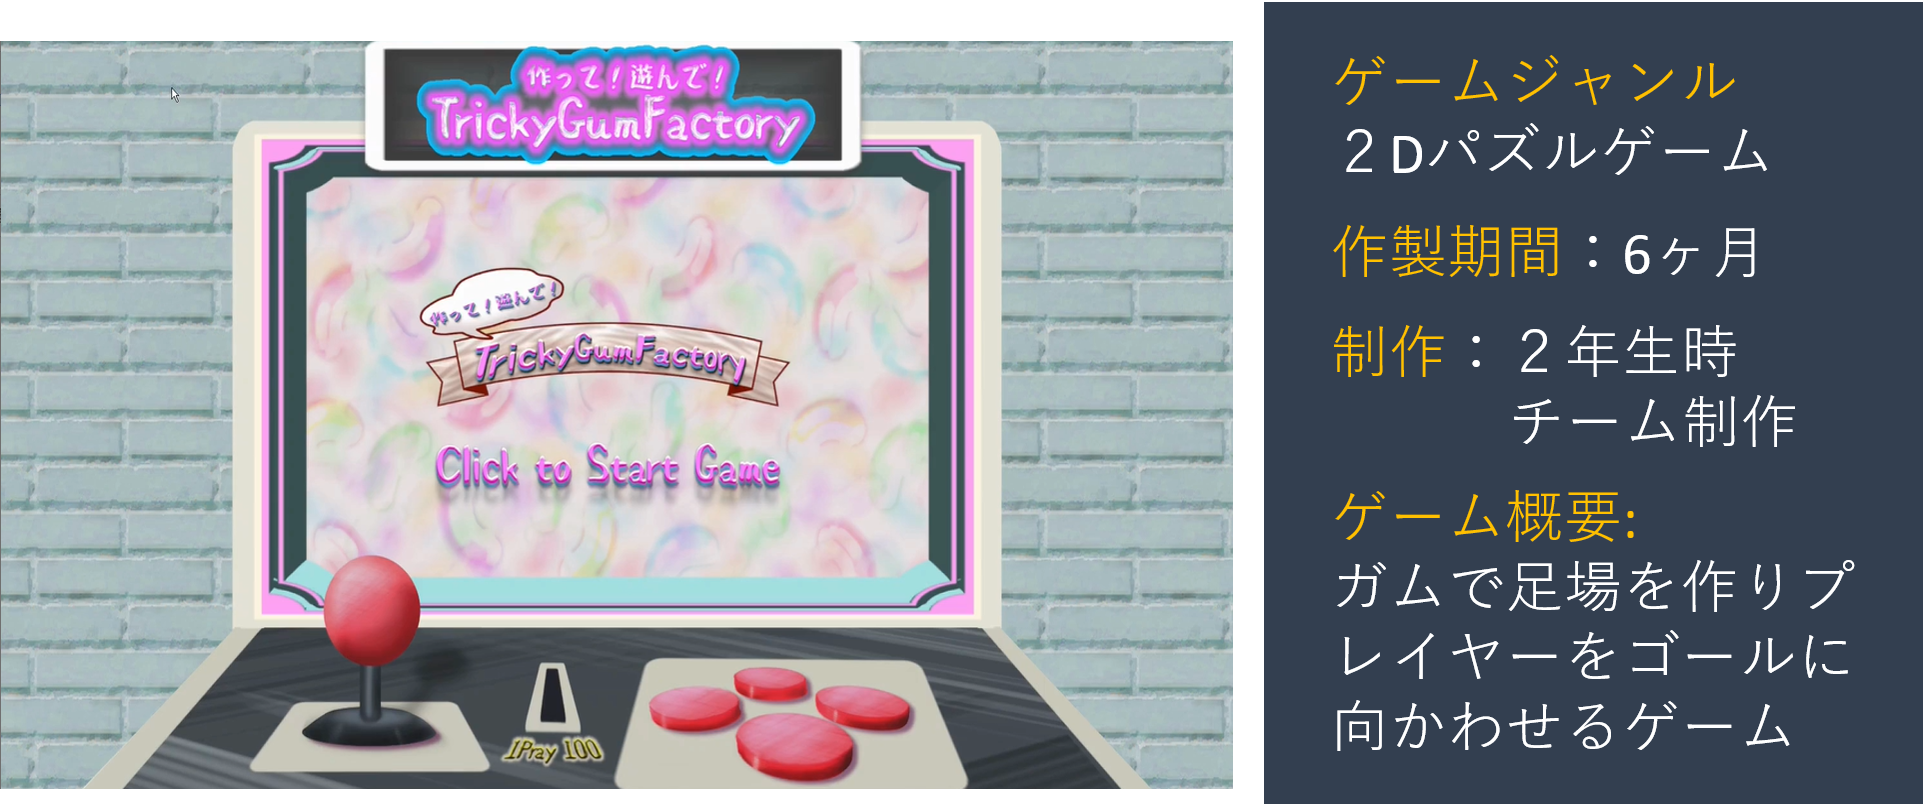 作って！遊んで！
TrickyGumFactory
作って！遊んで！
TrickyGumFactory
Click to Start Game
1Pray 100
ゲームジャンル
２Dパズルゲーム
作製期間：6ヶ月
制作：２年生時
チーム制作
ゲーム概要:
ガムで足場を作りプ
レイヤーをゴールに
向かわせるゲーム